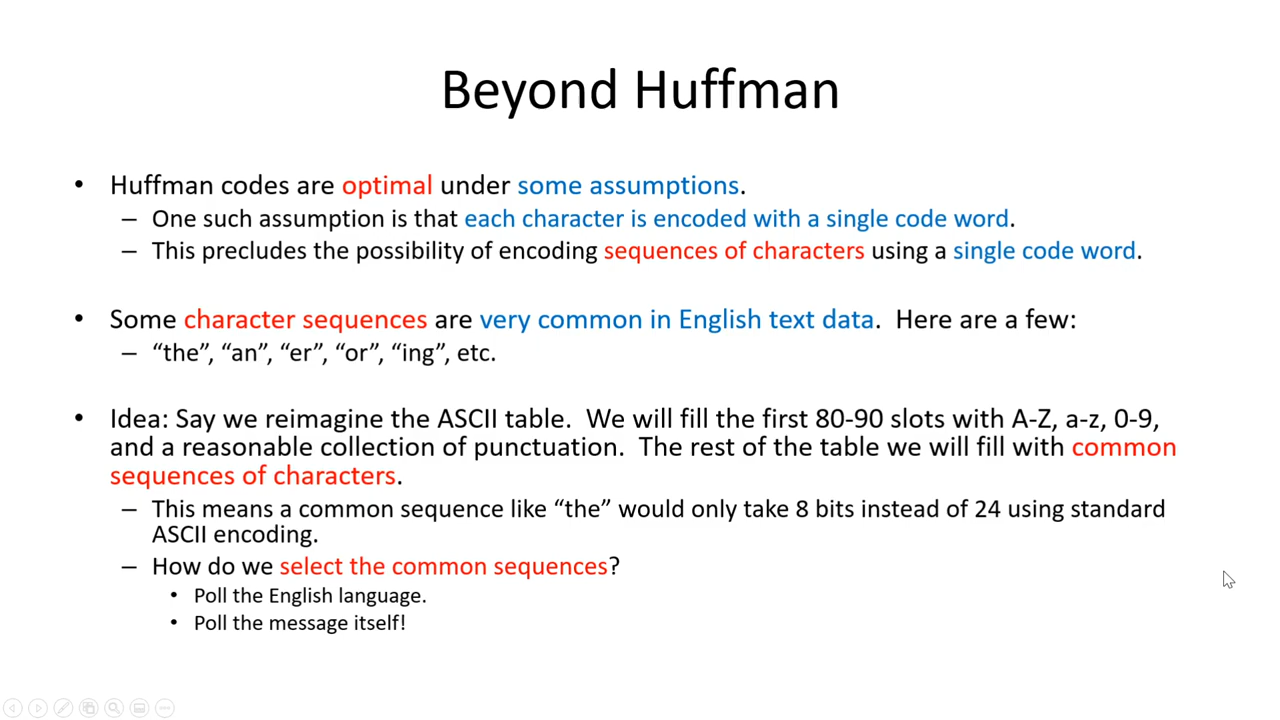 Beyond Huffman
• Huffman codes are optimal under some assumptions.
– One such assumption is that each character is encoded with a single code word.
– This precludes the possibility of encoding sequences of characters using a single code word.
• Some character sequences are very common in English text data.  Here are a few:
– “the”, “an”, “er”, “or”, “ing”, etc.
• Idea: Say we reimagine the ASCII table.  We will fill the first 80-90 slots with A-Z, a-z, 0-9,
and a reasonable collection of punctuation.  The rest of the table we will fill with common
sequences of characters.
– This means a common sequence like “the” would only take 8 bits instead of 24 using standard
ASCII encoding.
– How do we select the common sequences?
• Poll the English language.
• Poll the message itself!